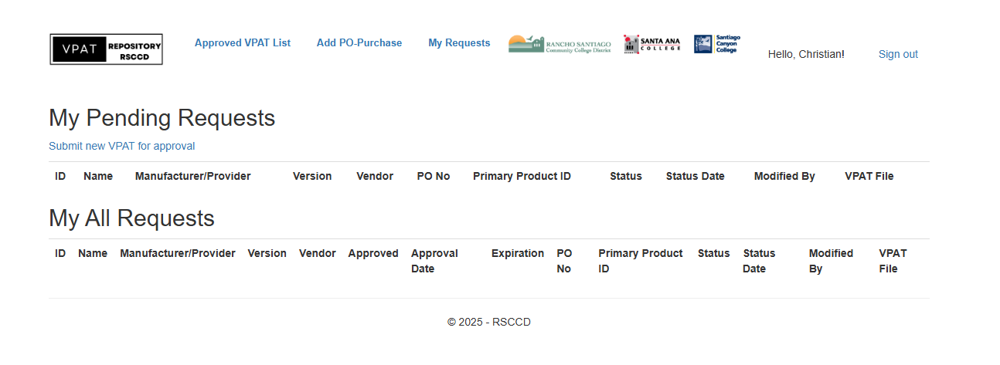 VPAT REPOSITORY RSCCD
Approved VPAT List Add PO-Purchase My Requests
RANCHO SANTIAGO
Community College District
SANTA ANA
COLLEGE
Santiago
Canyon
College
Hello, Christian! Sign out
My Pending Requests
Submit new VPAT for approval
ID Name Manufacturer/Provider Version Vendor PO No Primary Product ID Status Status Date Modified By VPAT File
My All Requests
ID Name Manufacturer/Provider Version Vendor Approved Approval Date Expiration PO No Primary Product ID Status Status Date Modified By VPAT File
© 2025 - RSCCD